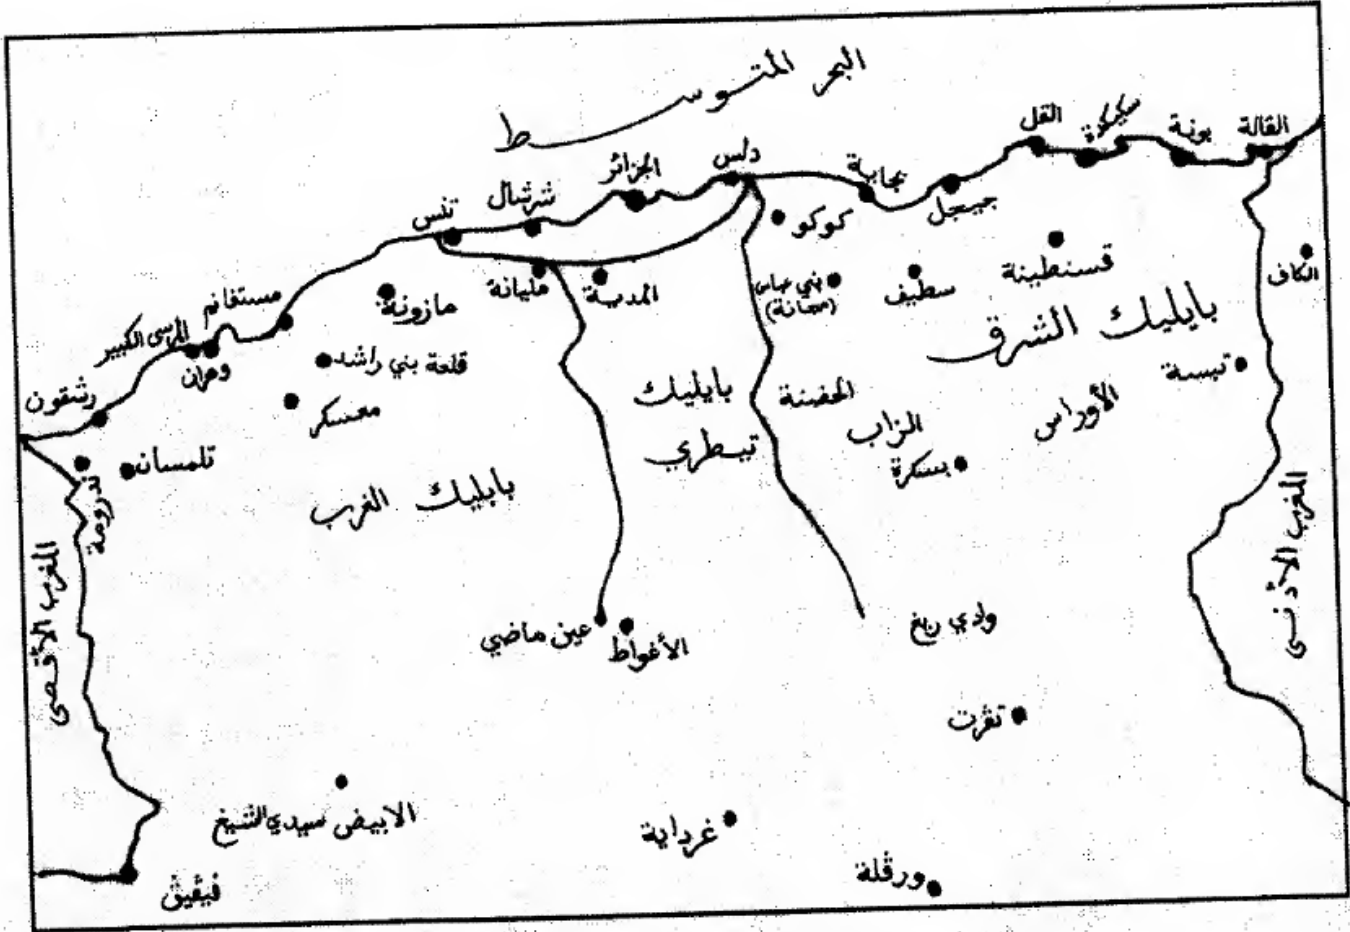 البحر المتوسط
القالة
بونة
سكيكدة
القل
جيجل
بجاية
دلس
الجزائر
شرشال
تنس
مستغانم
المرسى الكبير
وهران
رشقون
الكاف
قسنطينة
سطيف
كوكو
بني عباس
(مجانة)
المدية
مليانة
مازونة
قلعة بني راشد
معسكر
تلمسان
ندرومة
بايليك الشرق
تبسة
الأوراس
الزاب
بسكرة
الحضنة
بايليك
تيطري
بايليك الغرب
المغرب الأدنى
المغرب الأقصى
وادي ريغ
الأغواط
عين ماضي
تقرت
الابيض سيدي الشيخ
غرداية
ورقلة
فيڨيڨ